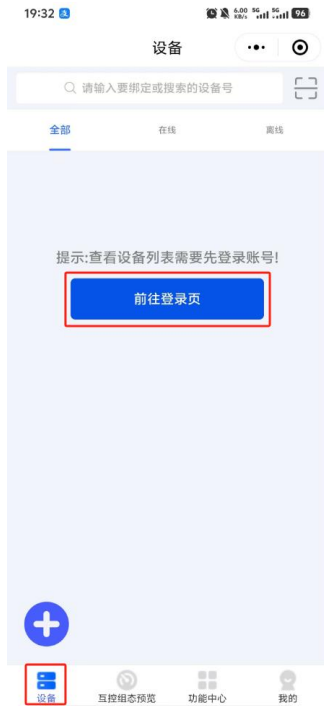 19:32
6.00 KB/s 5G 5G 96
设备
请输入要绑定或搜索的设备号
全部 在线 离线
提示:查看设备列表需要先登录账号!
前往登录页
设备 互控组态预览 功能中心 我的